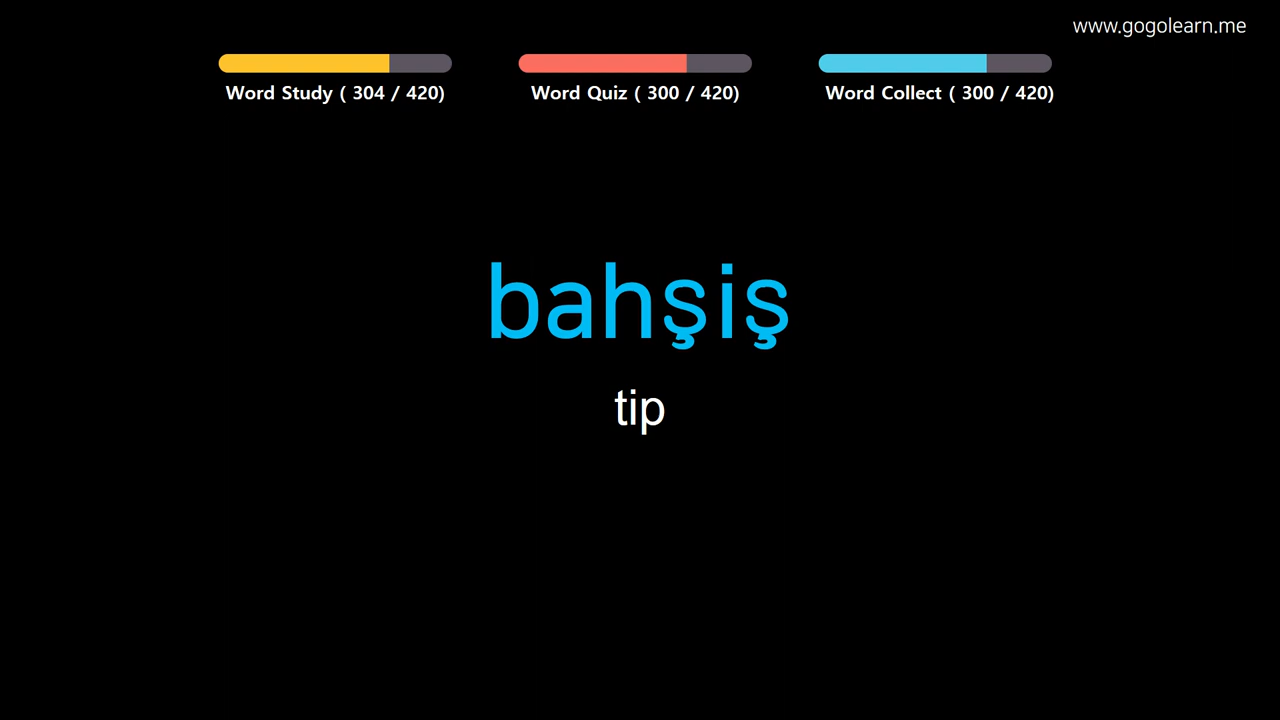 www.gogolearn.me
Word Study ( 304 / 420)
Word Quiz ( 300 / 420)
Word Collect ( 300 / 420)
bahşiş
tip